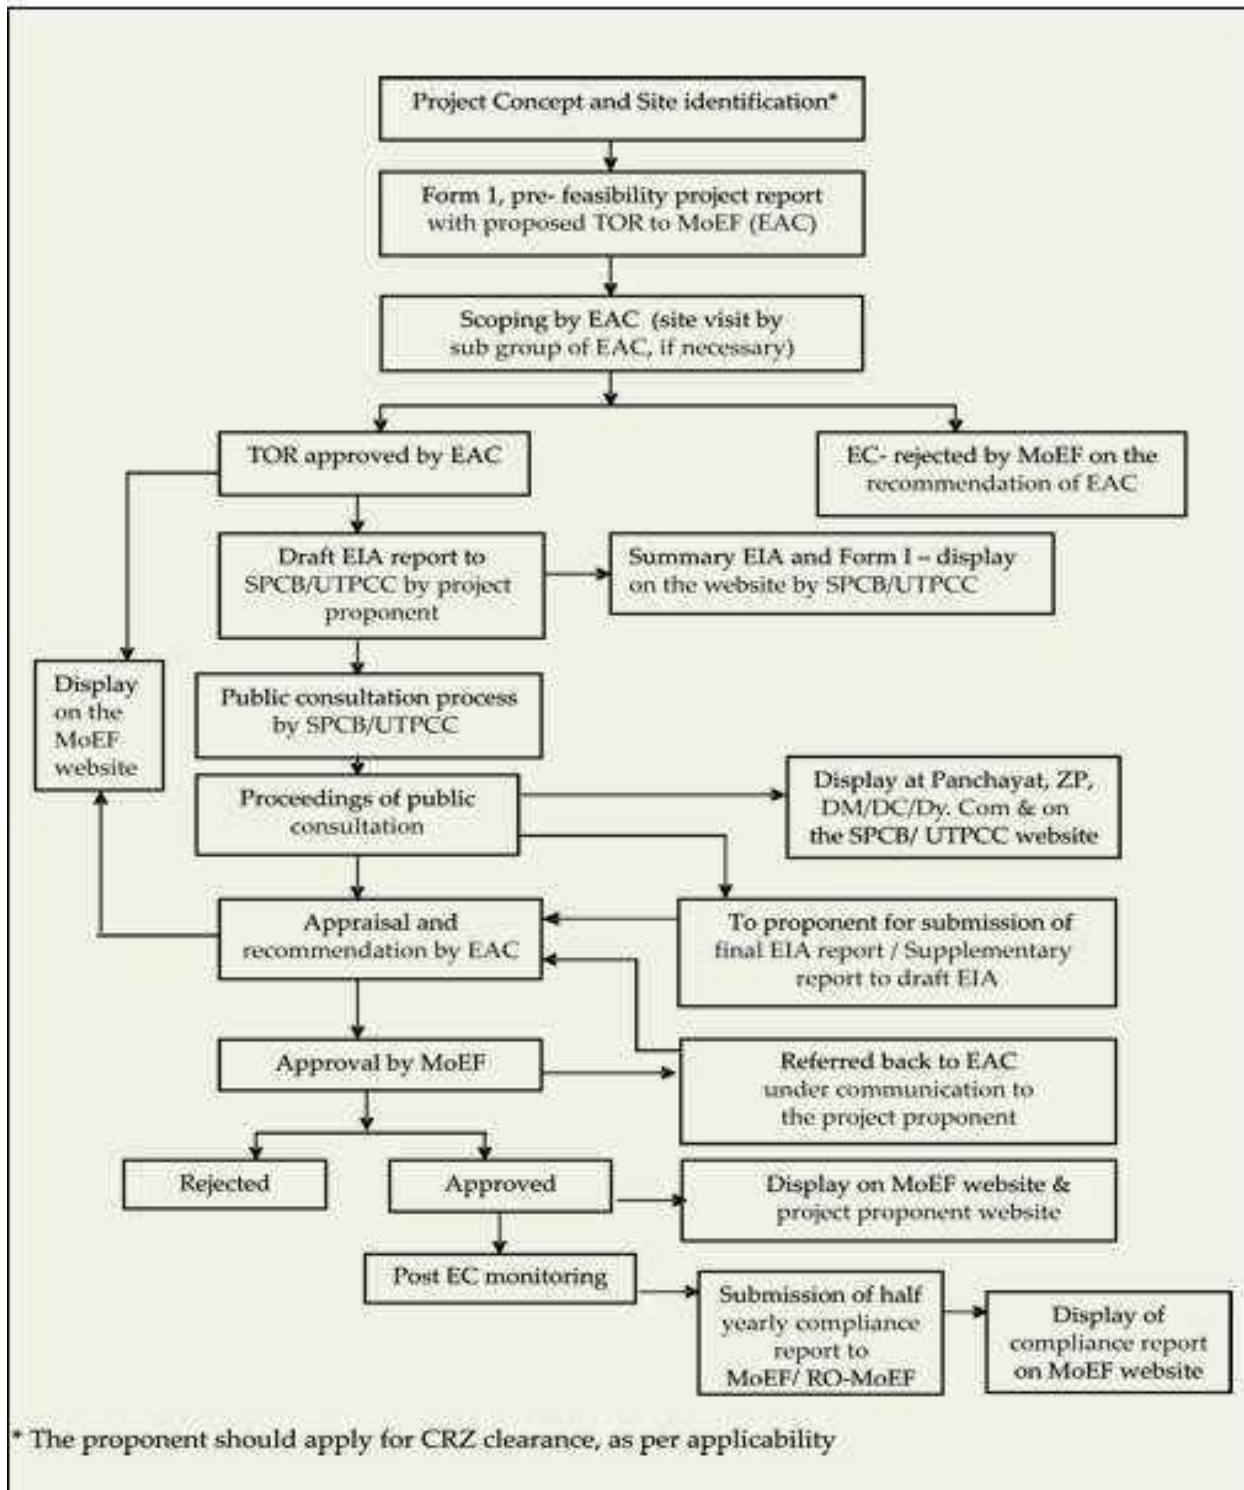 Project Concept and Site identification*
Form 1, pre- feasibility project report
with proposed TOR to MoEF (EAC)
Scoping by EAC (site visit by
sub group of EAC, if necessary)
TOR approved by EAC
EC- rejected by MoEF on the
recommendation of EAC
Draft EIA report to
SPCB/UTPCC by project
proponent
Summary EIA and Form I – display
on the website by SPCB/UTPCC
Display
on the
MoEF
website
Public consultation process
by SPCB/UTPCC
Proceedings of public
consultation
Display at Panchayat, ZP,
DM/DC/Dy. Com & on
the SPCB/ UTPCC website
Appraisal and
recommendation by EAC
To proponent for submission of
final EIA report / Supplementary
report to draft EIA
Approval by MoEF
Referred back to EAC
under communication to
the project proponent
Rejected
Approved
Display on MoEF website &
project proponent website
Post EC monitoring
Submission of half
yearly compliance
report to
MoEF/ RO-MoEF
Display of
compliance report
on MoEF website
* The proponent should apply for CRZ clearance, as per applicability